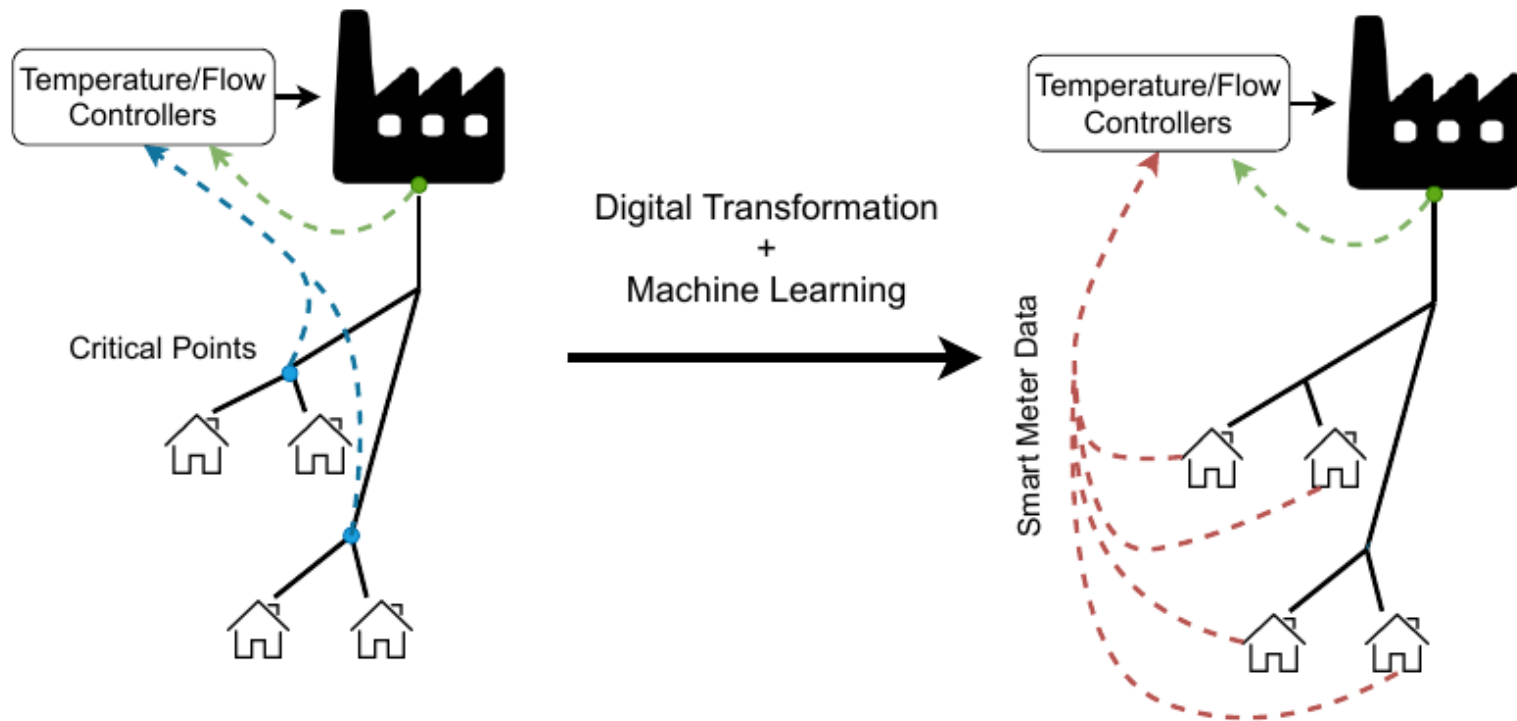 Temperature/Flow
Controllers
Critical Points
Digital Transformation
+
Machine Learning
Temperature/Flow
Controllers
Smart Meter Data